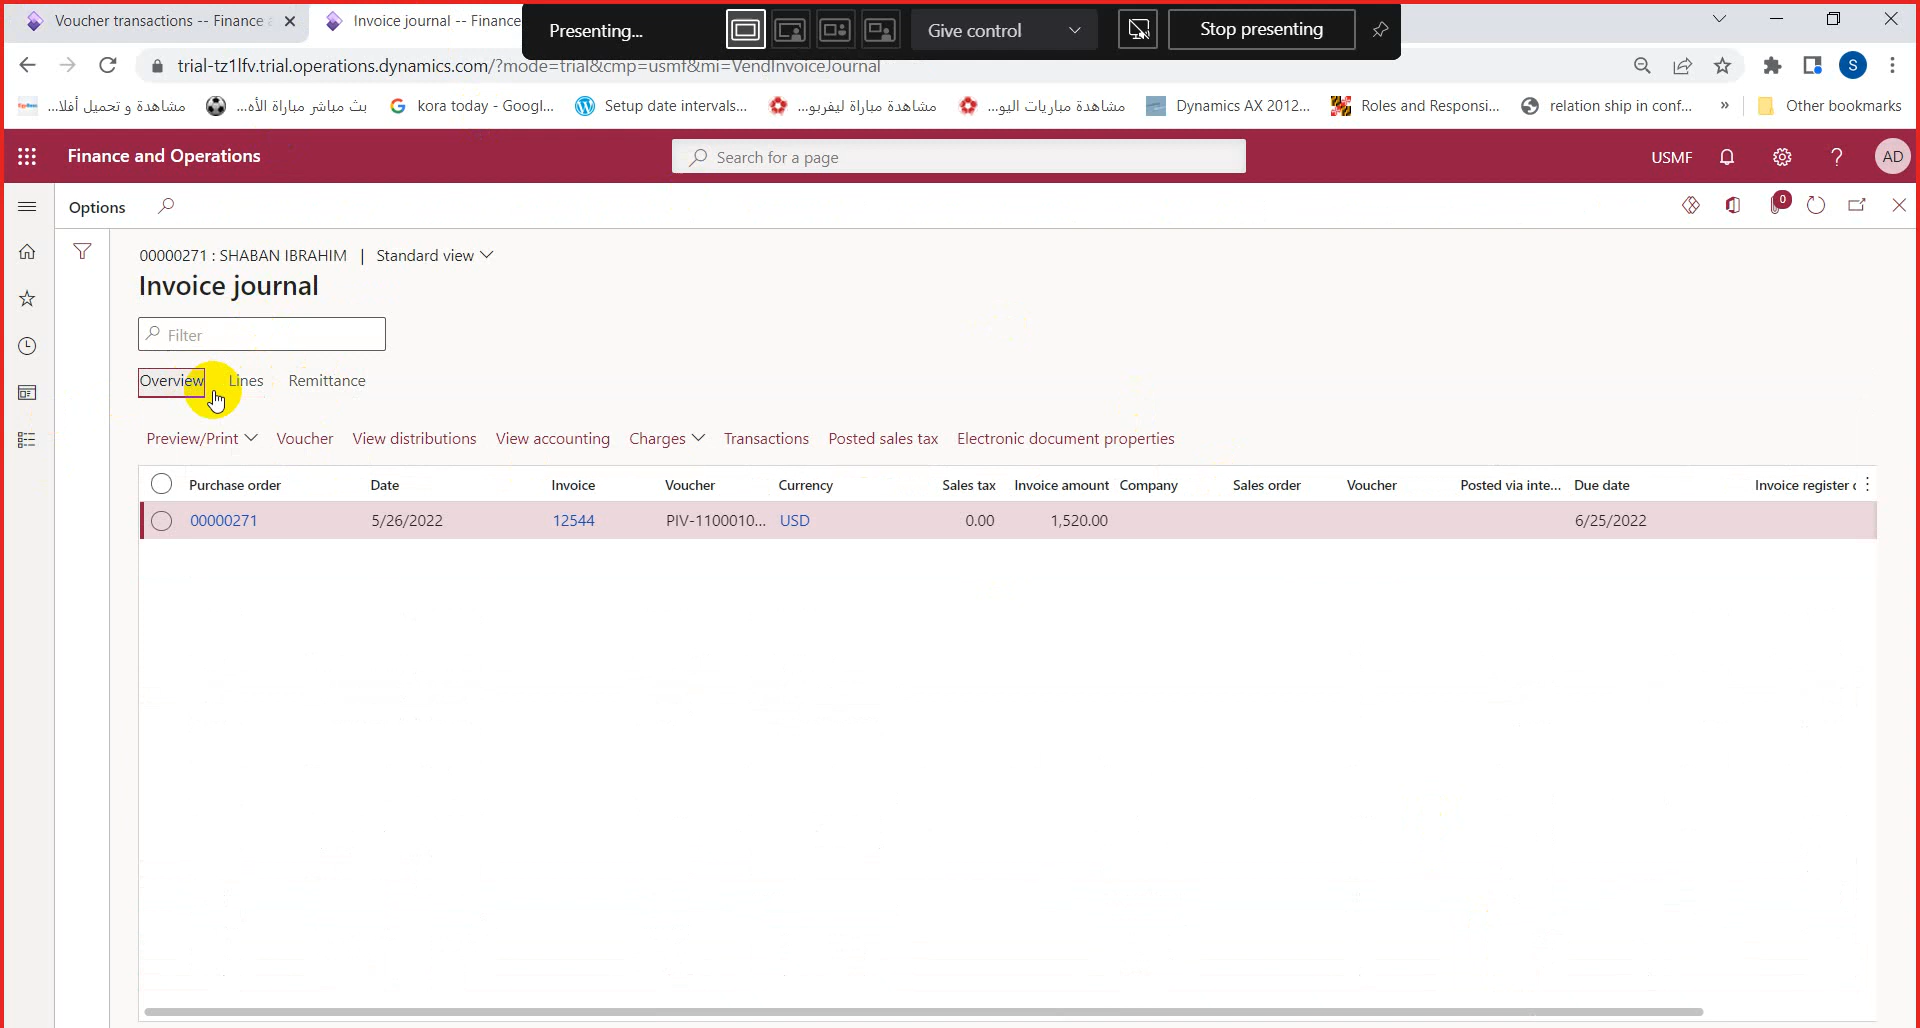 Voucher transactions -- Finance a
Invoice journal -- Finance
Presenting...
Give control
Stop presenting
trial-tz1lfv.trial.operations.dynamics.com/?mode=trial&cmp=usmf&mi=VendInvoiceJournal
S
مشاهدة و تحميل أفلا...
بث مباشر مباراة الأه...
kora today - Googl...
Setup date intervals...
مشاهدة مباراة ليفربو...
مشاهدة مباريات اليو...
Dynamics AX 2012...
Roles and Responsi...
relation ship in conf...
»
Other bookmarks
Finance and Operations
Search for a page
USMF
?
AD
Options
0
00000271 : SHABAN IBRAHIM | Standard view
Invoice journal
Filter
Overview Lines Remittance
Preview/Print Voucher View distributions View accounting Charges Transactions Posted sales tax Electronic document properties
Purchase order Date Invoice Voucher Currency Sales tax Invoice amount Company Sales order Voucher Posted via inte... Due date Invoice register
00000271 5/26/2022 12544 PIV-1100010... USD 0.00 1,520.00 6/25/2022